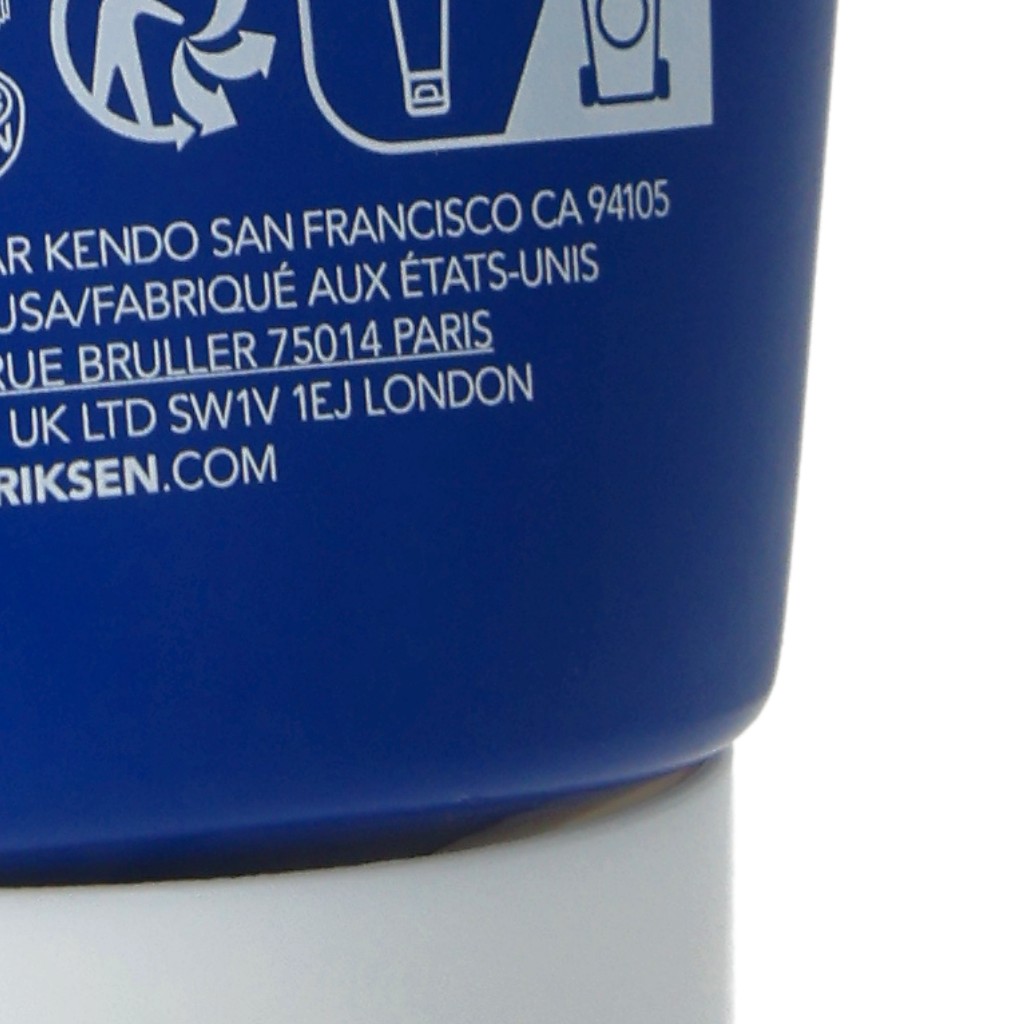 AR KENDO SAN FRANCISCO CA 94105
USA/FABRIQUÉ AUX ÉTATS-UNIS
RUE BRULLER 75014 PARIS
UK LTD SW1V 1EJ LONDON
RIKSEN.COM